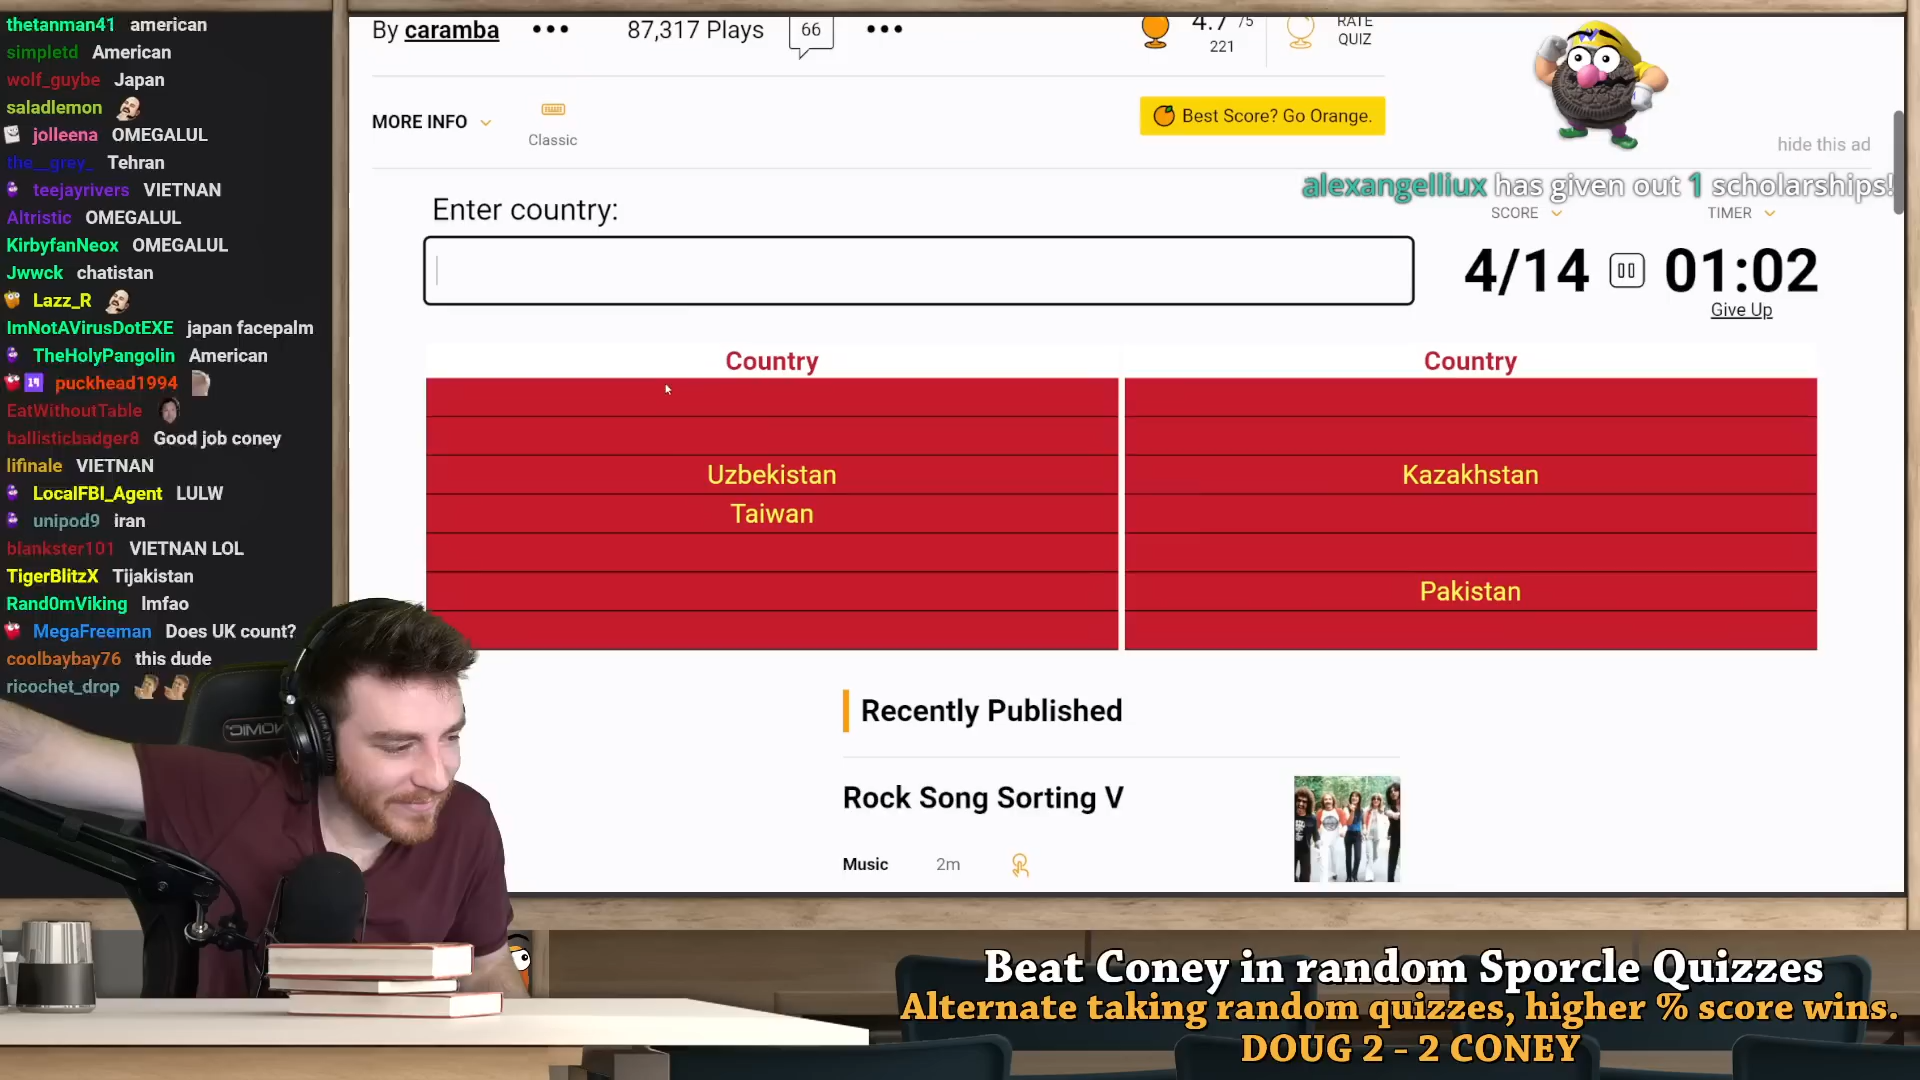 thetanman41 american
simpletd American
wolf_guybe Japan
saladlemon
jolleena OMEGALUL
the__grey_ Tehran
teejayrivers VIETNAN
Altristic OMEGALUL
KirbyfanNeox OMEGALUL
Jwwck chatistan
Lazz_R
ImNotAVirusDotEXE japan facepalm
TheHolyPangolin American
19 puckhead1994
EatWithoutTable
ballisticbadger8 Good job coney
lifinale VIETNAN
LocalFBI_Agent LULW
unipod9 iran
blankster101 VIETNAN LOL
TigerBlitzX Tijakistan
Rand0mViking lmfao
MegaFreeman Does UK count?
coolbaybay76 this dude
ricochet_drop
By caramba ••• 87,317 Plays 66 •••
4.7 /5
221
RATE
QUIZ
MORE INFO
Classic
Best Score? Go Orange.
hide this ad
alexangelliux has given out 1 scholarships!
Enter country:
SCORE
TIMER
4/14
01:02
Give Up
Country
Country
Uzbekistan
Kazakhstan
Taiwan
Pakistan
Recently Published
Rock Song Sorting V
Music 2m
Beat Coney in random Sporcle Quizzes
Alternate taking random quizzes, higher % score wins.
DOUG 2 - 2 CONEY